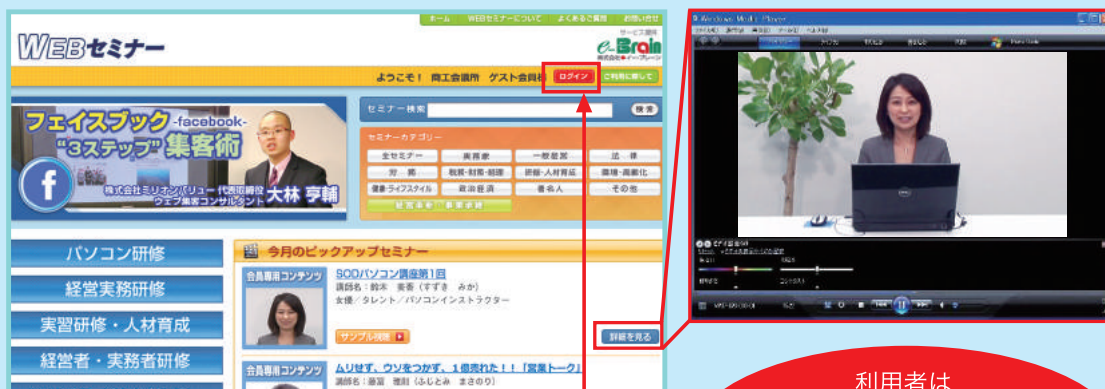 ホーム WEBセミナーについて よくあるご質問 お問い合せ
WEBセミナー
サービス提供
e-Brain
株式会社イー・ブレーン
ようこそ! 商工会議所 ゲスト会員様 ログイン ご利用に際して
フェイスブック -facebook-
“3ステップ”集客術
株式会社ミリオンバリュー 代表取締役
ウェブ集客コンサルタント 大林 亨輔
セミナー検索 検索
セミナーカテゴリー
全セミナー 実務家 一般経営 法 律
労 務 税務・財務・経理 研修・人材育成 環境・高齢化
健康・ライフスタイル 政治経済 著名人 その他
パソコン研修
経営実務研修
実習研修・人材育成
経営者・実務者研修
今月のピックアップセミナー
会員専用コンテンツ
SODパソコン講座第1回
講師名:鈴木 美香(すずき みか)
女優/タレント/パソコンインストラクター
サンプル視聴
詳細を見る
会員専用コンテンツ
ムリせず、ウソをつかず、1億売れた!!「営業トーク」
講師名:藤冨 雅則(ふじとみ まさのり)
Windows Media Player
利用者は